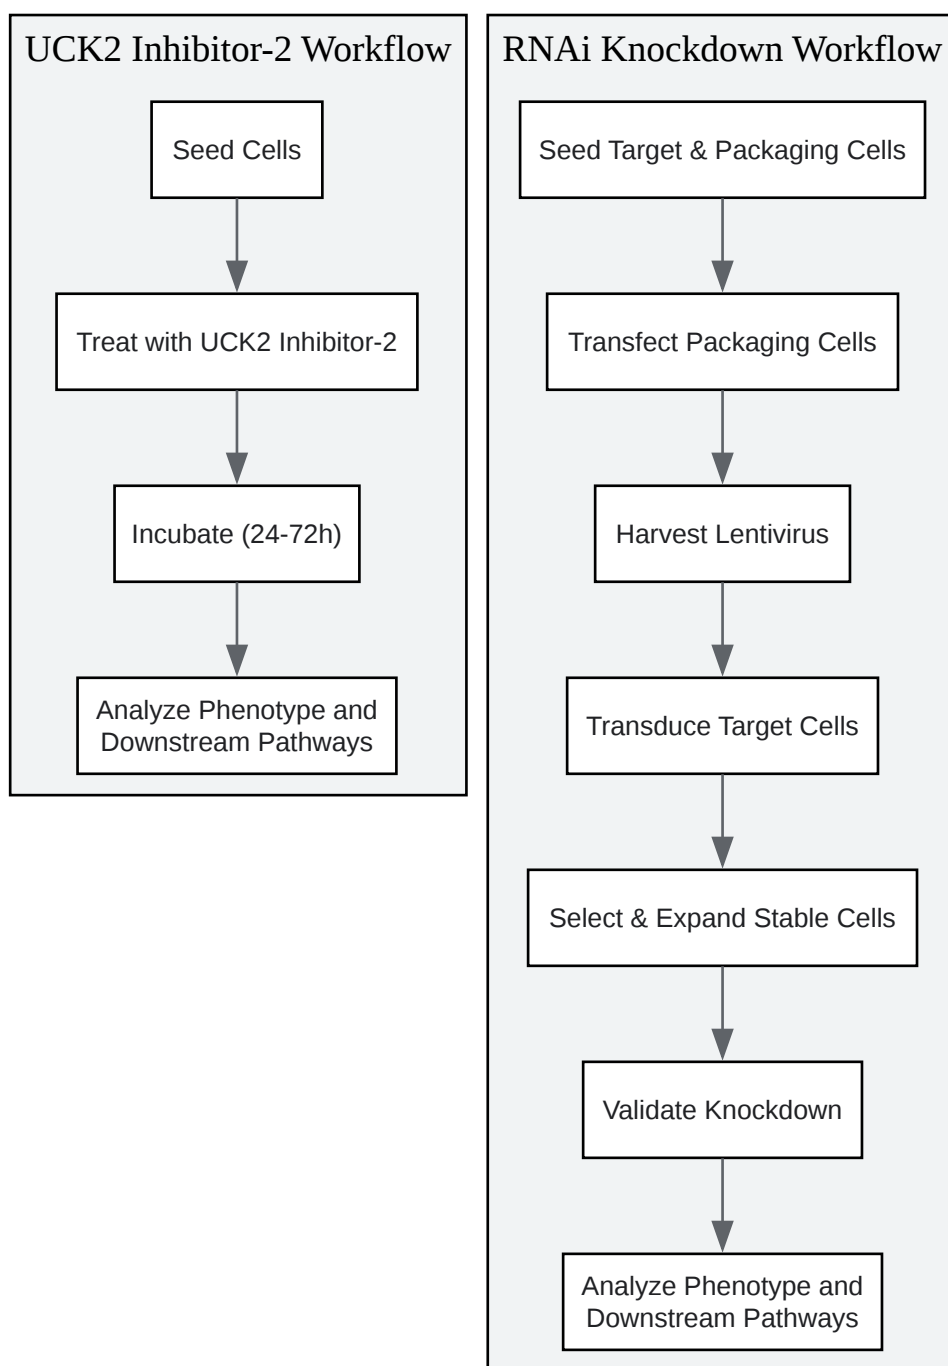 UCK2 Inhibitor-2 Workflow
Seed Cells
Treat with UCK2 Inhibitor-2
Incubate (24-72h)
Analyze Phenotype and
Downstream Pathways
RNAi Knockdown Workflow
Seed Target & Packaging Cells
Transfect Packaging Cells
Harvest Lentivirus
Transduce Target Cells
Select & Expand Stable Cells
Validate Knockdown
Analyze Phenotype and
Downstream Pathways